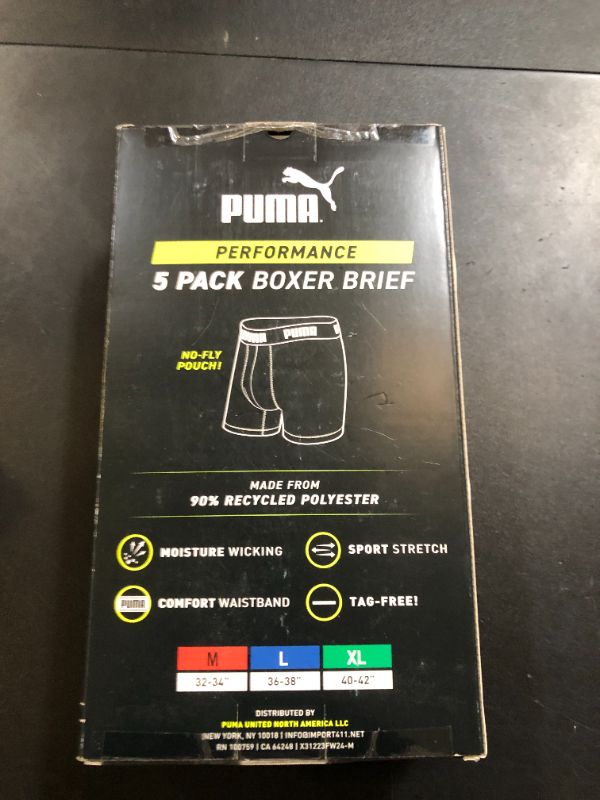 PUMA
PERFORMANCE
5 PACK BOXER BRIEF
PUMA
NO-FLY
POUCH!
MADE FROM
90% RECYCLED POLYESTER
MOISTURE WICKING
SPORT STRETCH
PUMA
COMFORT WAISTBAND
TAG-FREE!
M L XL
32-34" 36-38" 40-42"
DISTRIBUTED BY
PUMA UNITED NORTH AMERICA LLC
NEW YORK, NY 10018 | INFO@IMPORT411.NET
RN 100759 | CA 64248 | X31223FW24-M